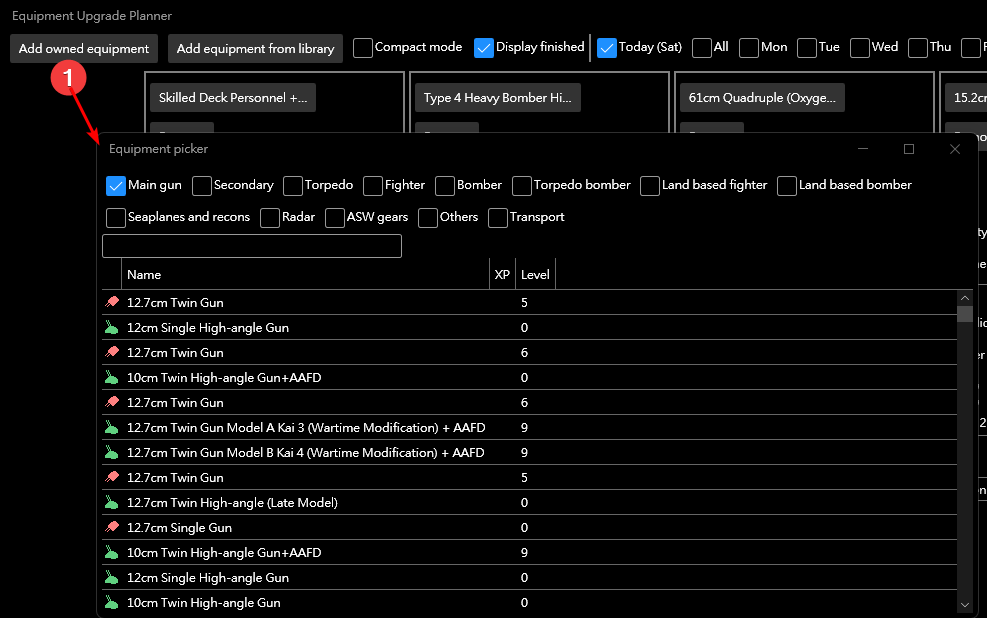 Equipment Upgrade Planner
Add owned equipment Add equipment from library Compact mode Display finished Today (Sat) All Mon Tue Wed Thu
1
Skilled Deck Personnel +... Type 4 Heavy Bomber Hi... 61cm Quadruple (Oxyge...
Equipment picker
Main gun Secondary Torpedo Fighter Bomber Torpedo bomber Land based fighter Land based bomber
Seaplanes and recons Radar ASW gears Others Transport
Name XP Level
12.7cm Twin Gun 5
12cm Single High-angle Gun 0
12.7cm Twin Gun 6
10cm Twin High-angle Gun+AAFD 0
12.7cm Twin Gun 6
12.7cm Twin Gun Model A Kai 3 (Wartime Modification) + AAFD 9
12.7cm Twin Gun Model B Kai 4 (Wartime Modification) + AAFD 9
12.7cm Twin Gun 5
12.7cm Twin High-angle (Late Model) 0
12.7cm Single Gun 0
10cm Twin High-angle Gun+AAFD 9
12cm Single High-angle Gun 0
10cm Twin High-angle Gun 0